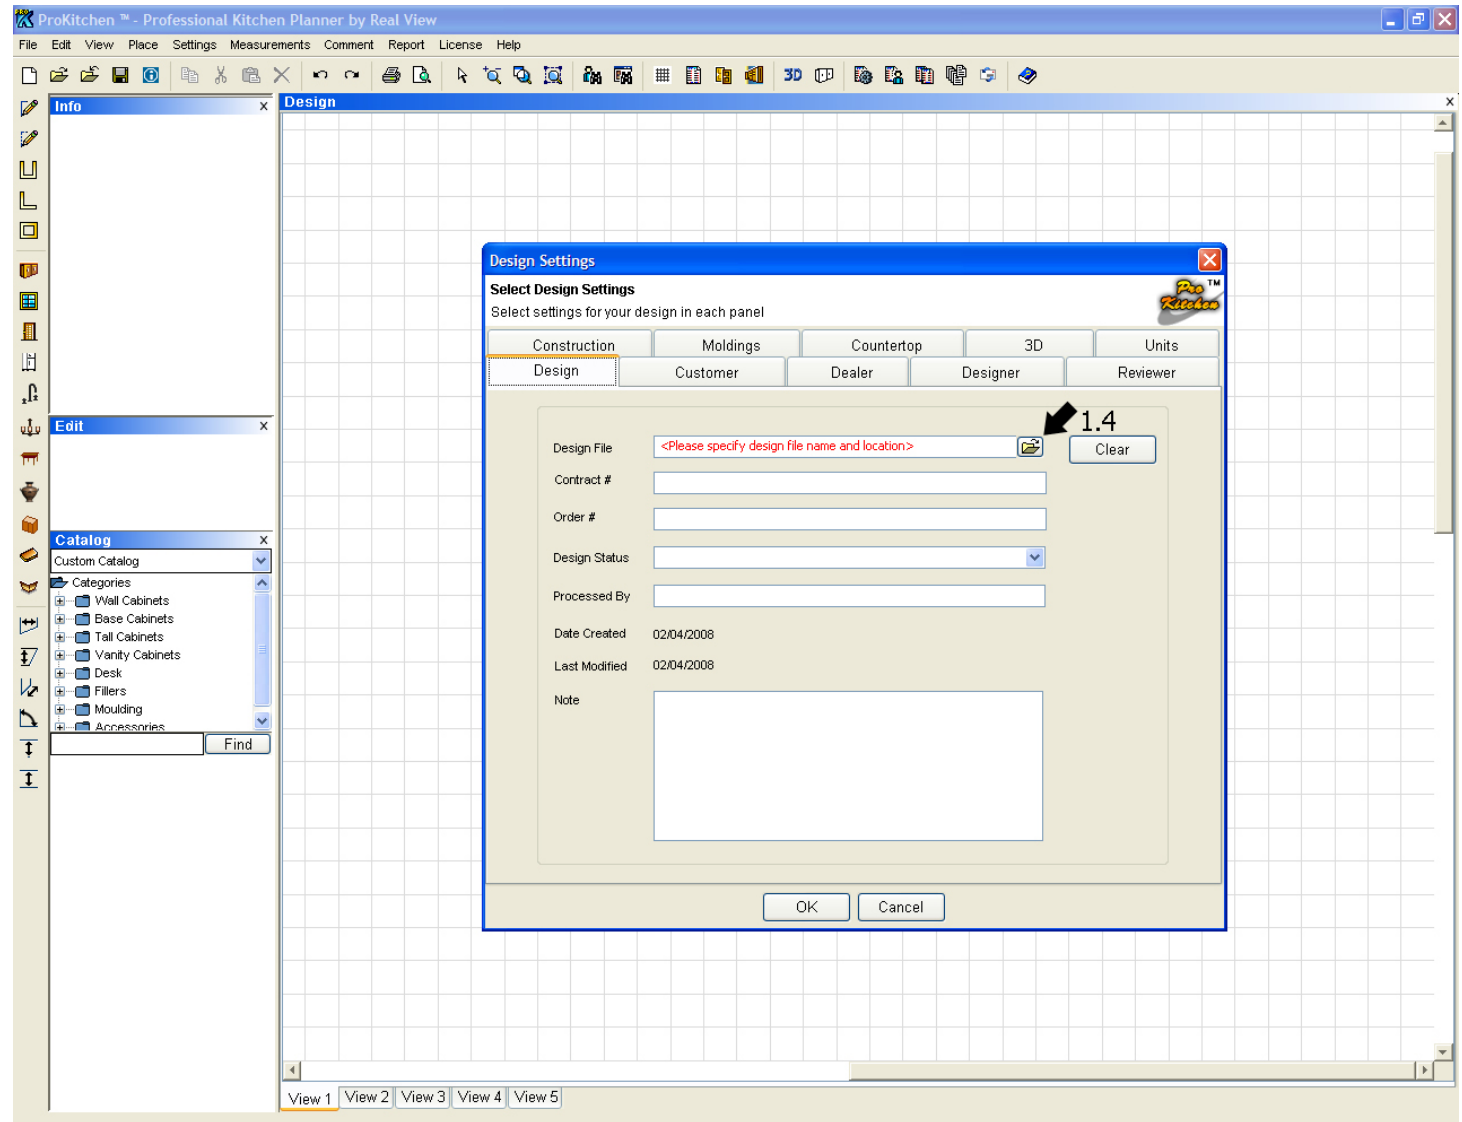 ProKitchen ™ - Professional Kitchen Planner by Real View
File Edit View Place Settings Measurements Comment Report License Help
3D
Info x
Design x
Design Settings
Select Design Settings
Select settings for your design in each panel
Pro Kitchen ™
Construction Moldings Countertop 3D Units
Design Customer Dealer Designer Reviewer
1.4
Design File <Please specify design file name and location> Clear
Contract #
Order #
Design Status
Processed By
Date Created 02/04/2008
Last Modified 02/04/2008
Note
OK Cancel
Edit x
Catalog x
Custom Catalog
Categories
Wall Cabinets
Base Cabinets
Tall Cabinets
Vanity Cabinets
Desk
Fillers
Moulding
Accessories
Find
View 1 View 2 View 3 View 4 View 5